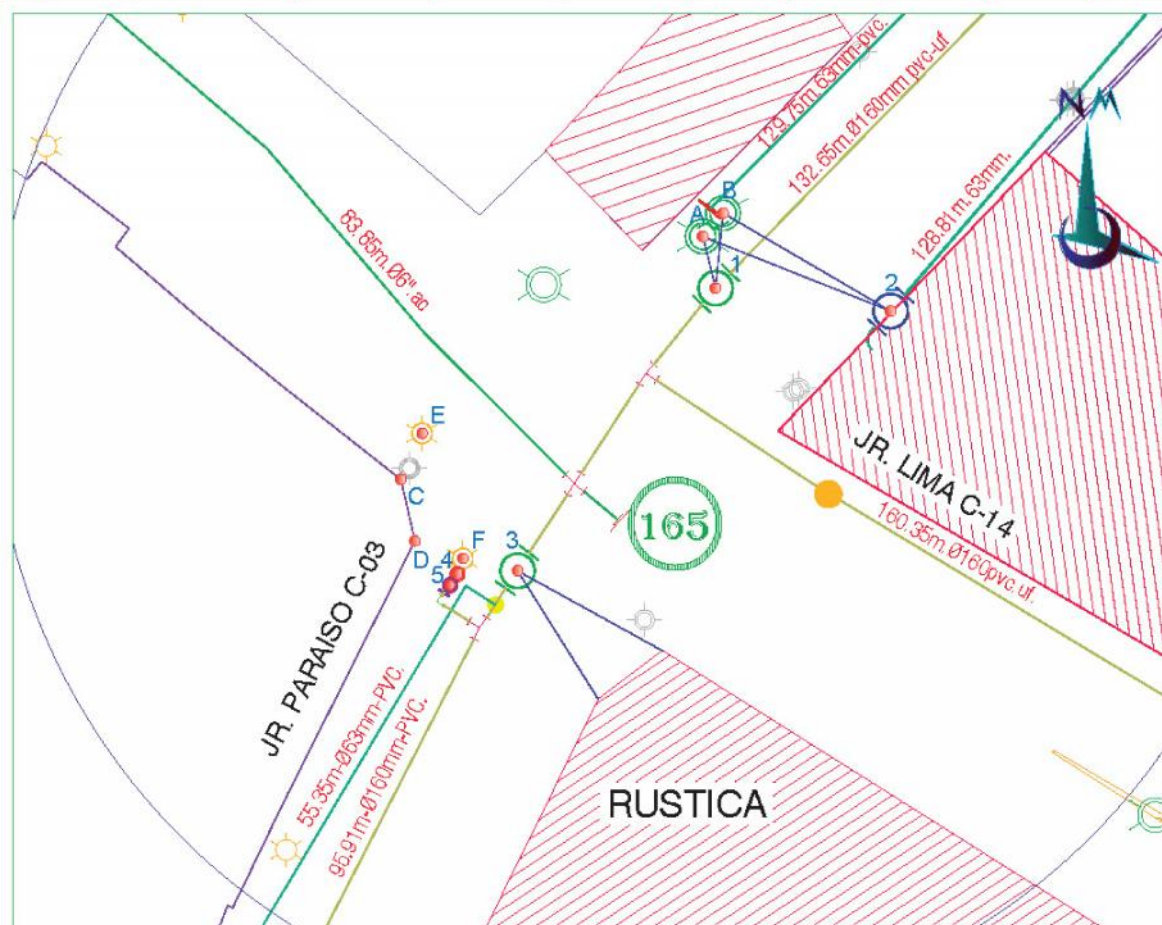 129.75m.63mm-pvc.
132.65m.Ø160mm pvc-uf
N M
B
A
1
128.81m.63mm.
2
83.65m.Ø6".ac
E
C
JR. LIMA C-14
165
160.35m.Ø160pvc.uf.
3
F
D
4
5
JR. PARAISO C-03
55.35m-Ø63mm-PVC.
95.91m-Ø160mm-PVC.
RUSTICA